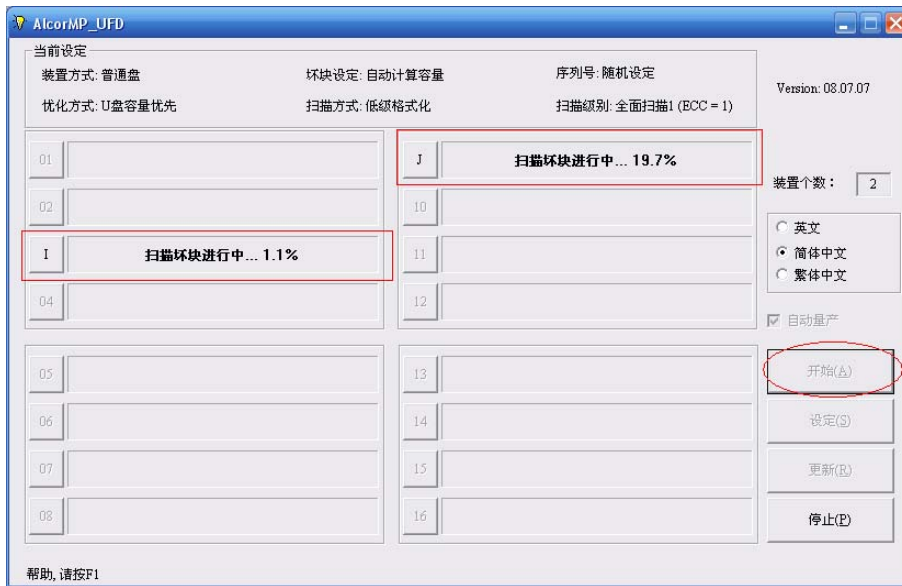 AlcorMP_UFD
当前设定
装置方式: 普通盘 坏块设定: 自动计算容量 序列号: 随机设定
优化方式: U盘容量优先 扫描方式: 低级格式化 扫描级别: 全面扫描1 (ECC = 1)
Version: 08.07.07
01
J 扫描坏块进行中... 19.7%
装置个数： 2
02
10
英文
I 扫描坏块进行中... 1.1%
11
简体中文
繁体中文
04
12
自动量产
05
13
开始(A)
06
14
设定(S)
07
15
更新(R)
08
16
停止(P)
帮助, 请按F1